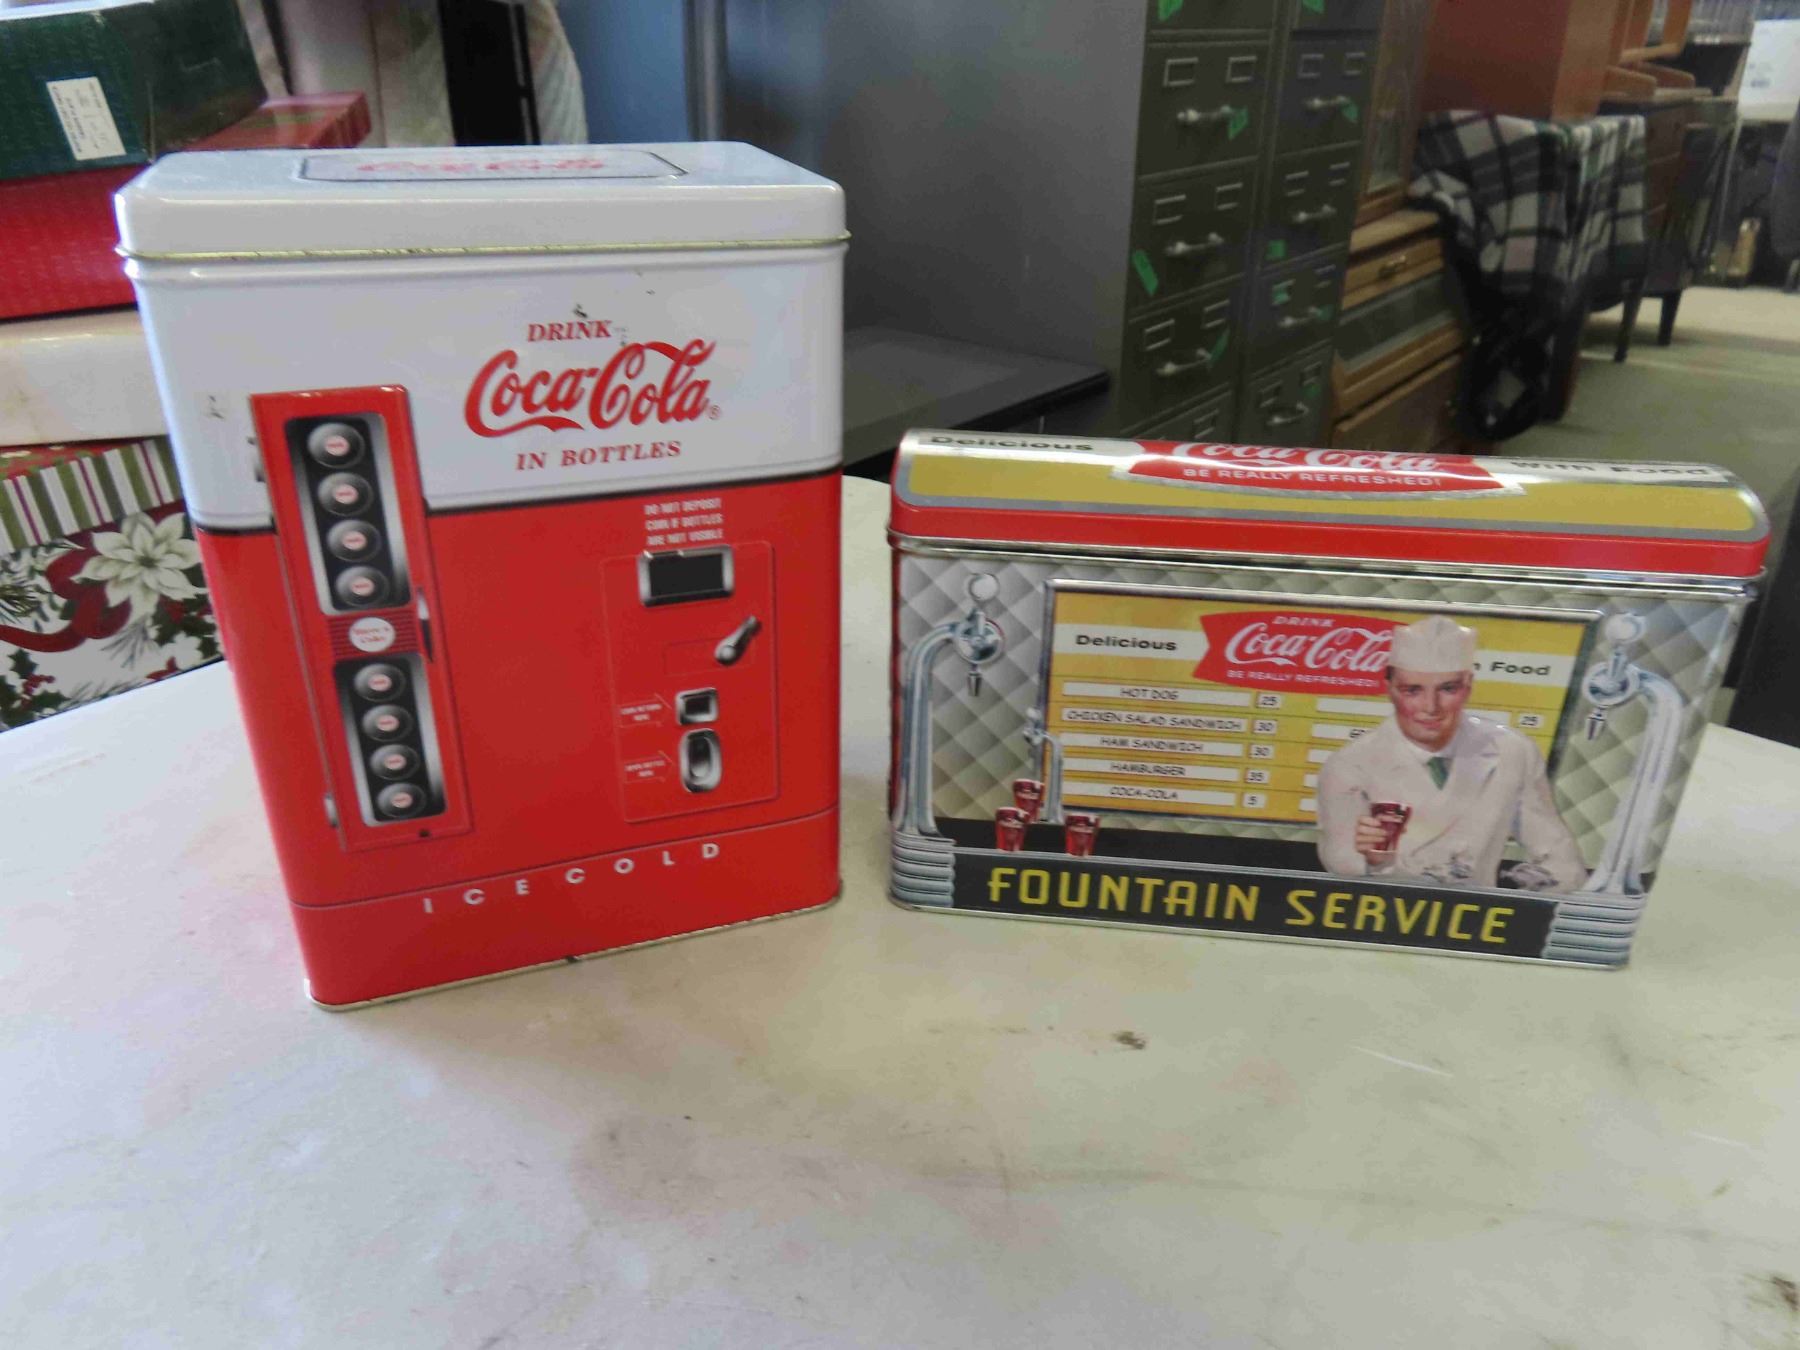 DRINK
Coca-Cola®
IN BOTTLES
DO NOT DEPOSIT
COIN IF BOTTLES
ARE NOT VISIBLE
Have a
Coke
ICE COLD
Delicious
Coca-Cola
with Food
BE REALLY REFRESHED!
DRINK
Delicious
Coca-Cola
Food
BE REALLY REFRESHED!
HOT DOG 25
CHICKEN SALAD SANDWICH 30
25
HAM SANDWICH 30
HAMBURGER 35
COCA-COLA 5
FOUNTAIN SERVICE